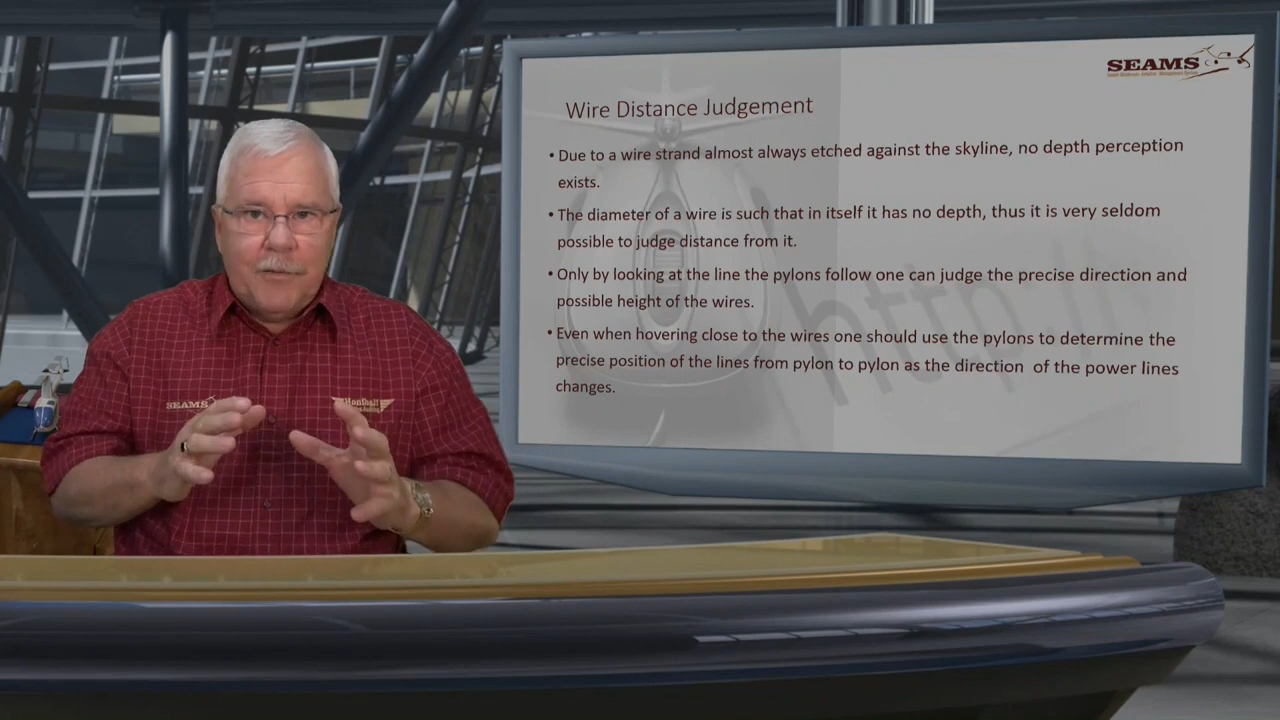 SEAMS
Wire Distance Judgement
• Due to a wire strand almost always etched against the skyline, no depth perception
exists.
• The diameter of a wire is such that in itself it has no depth, thus it is very seldom
possible to judge distance from it.
• Only by looking at the line the pylons follow one can judge the precise direction and
possible height of the wires.
• Even when hovering close to the wires one should use the pylons to determine the
precise position of the lines from pylon to pylon as the direction of the power lines
changes.
http:/
SEAMS